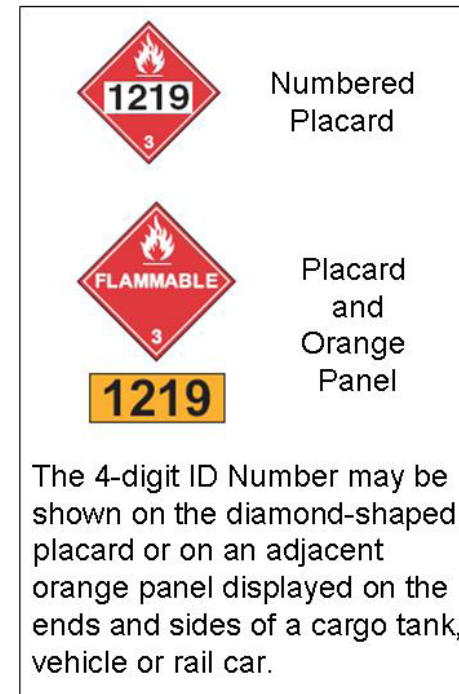 1219
3
Numbered
Placard
FLAMMABLE
3
1219
Placard
and
Orange
Panel
The 4-digit ID Number may be
shown on the diamond-shaped
placard or on an adjacent
orange panel displayed on the
ends and sides of a cargo tank,
vehicle or rail car.